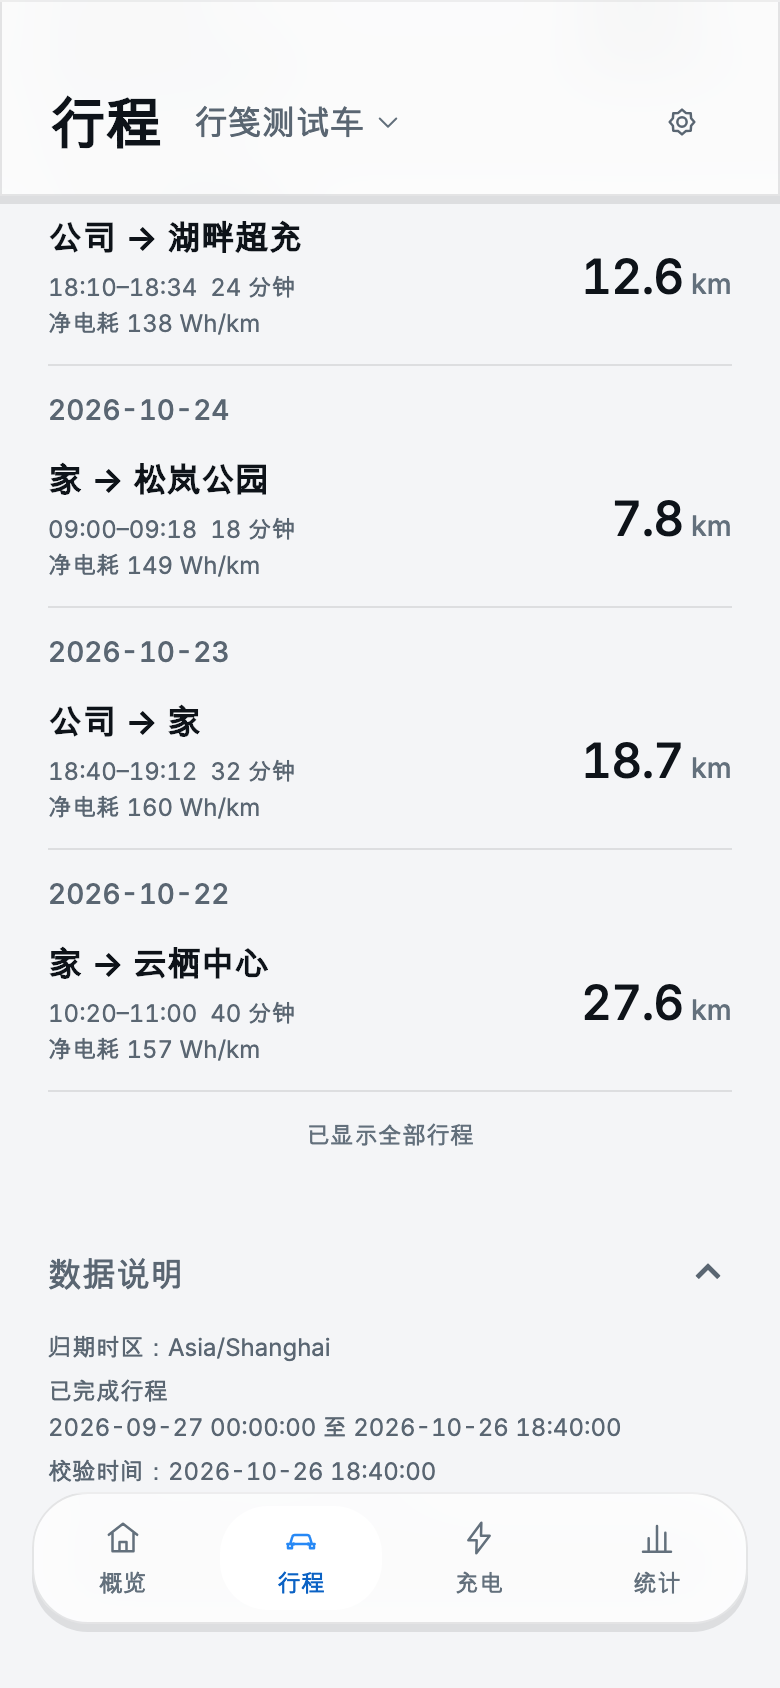 行程 行笺测试车
公司 → 湖畔超充
18:10–18:34 24 分钟
净电耗 138 Wh/km
12.6 km
2026-10-24
家 → 松岚公园
09:00–09:18 18 分钟
净电耗 149 Wh/km
7.8 km
2026-10-23
公司 → 家
18:40–19:12 32 分钟
净电耗 160 Wh/km
18.7 km
2026-10-22
家 → 云栖中心
10:20–11:00 40 分钟
净电耗 157 Wh/km
27.6 km
已显示全部行程
数据说明
归期时区：Asia/Shanghai
已完成行程
2026-09-27 00:00:00 至 2026-10-26 18:40:00
校验时间：2026-10-26 18:40:00
概览 行程 充电 统计